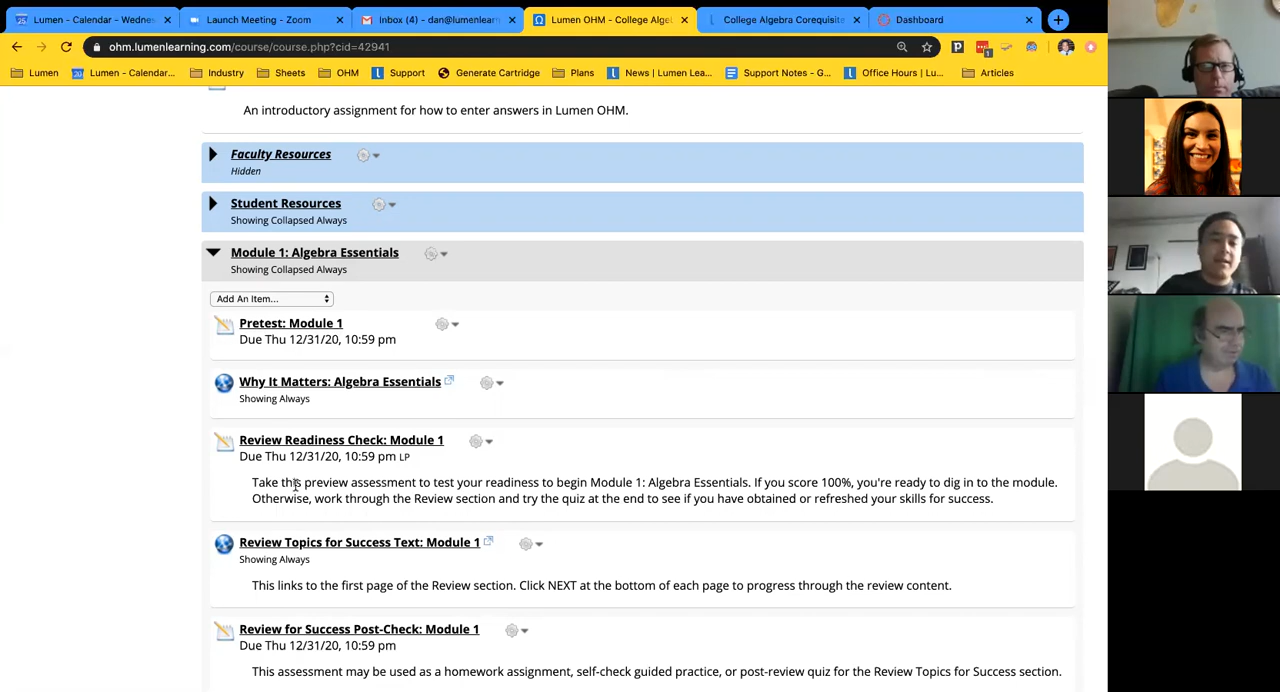 Lumen - Calendar - Wednes
Launch Meeting - Zoom
Inbox (4) - dan@lumenlearn
Lumen OHM - College Alge
College Algebra Corequisite
Dashboard
ohm.lumenlearning.com/course/course.php?cid=42941
Lumen
Lumen - Calendar...
Industry
Sheets
OHM
Support
Generate Cartridge
Plans
News | Lumen Lea...
Support Notes - G...
Office Hours | Lu...
Articles
An introductory assignment for how to enter answers in Lumen OHM.
Faculty Resources
Hidden
Student Resources
Showing Collapsed Always
Module 1: Algebra Essentials
Showing Collapsed Always
Add An Item...
Pretest: Module 1
Due Thu 12/31/20, 10:59 pm
Why It Matters: Algebra Essentials
Showing Always
Review Readiness Check: Module 1
Due Thu 12/31/20, 10:59 pm LP
Take this preview assessment to test your readiness to begin Module 1: Algebra Essentials. If you score 100%, you're ready to dig in to the module.
Otherwise, work through the Review section and try the quiz at the end to see if you have obtained or refreshed your skills for success.
Review Topics for Success Text: Module 1
Showing Always
This links to the first page of the Review section. Click NEXT at the bottom of each page to progress through the review content.
Review for Success Post-Check: Module 1
Due Thu 12/31/20, 10:59 pm
This assessment may be used as a homework assignment, self-check guided practice, or post-review quiz for the Review Topics for Success section.